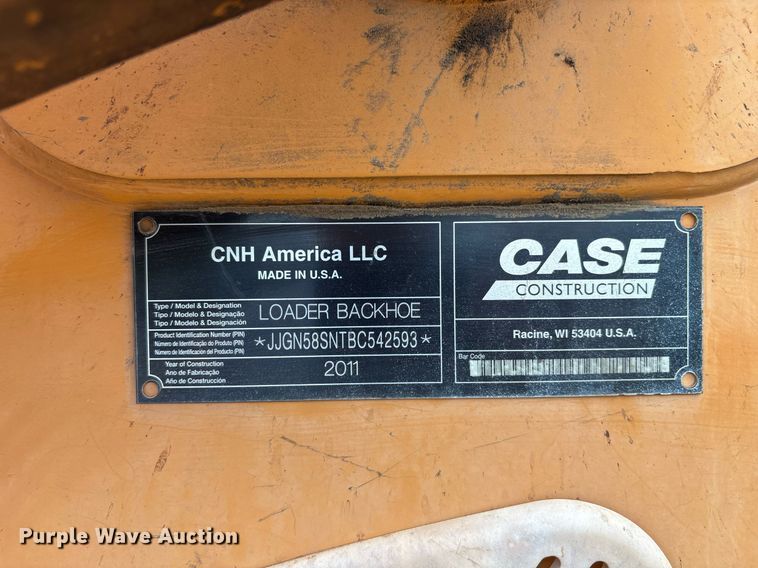 CNH America LLC
MADE IN U.S.A.
Type / Model & Designation
Tipo / Modelo & Designação
Tipo / Modelo & Designación
LOADER BACKHOE
Product Identification Number (PIN)
Número de Identificação do Produto (PIN)
Número de Identificación del Producto (PIN)
*JJGN58SNTBC542593*
Year of Construction
Ano de Fabricação
Año de Construcción
2011
CASE
CONSTRUCTION
Racine, WI 53404 U.S.A.
Bar Code
Purple Wave Auction